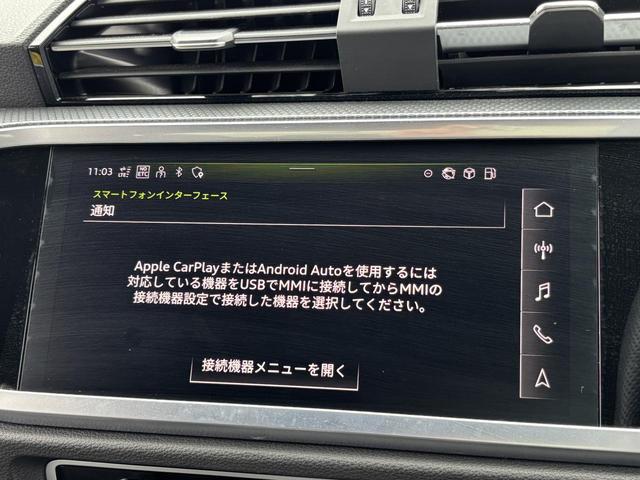 11:03 LTE NO ETC
スマートフォンインターフェース
通知
Apple CarPlayまたはAndroid Autoを使用するには
対応している機器をUSBでMMIに接続してからMMIの
接続機器設定で接続した機器を選択してください。
接続機器メニューを開く